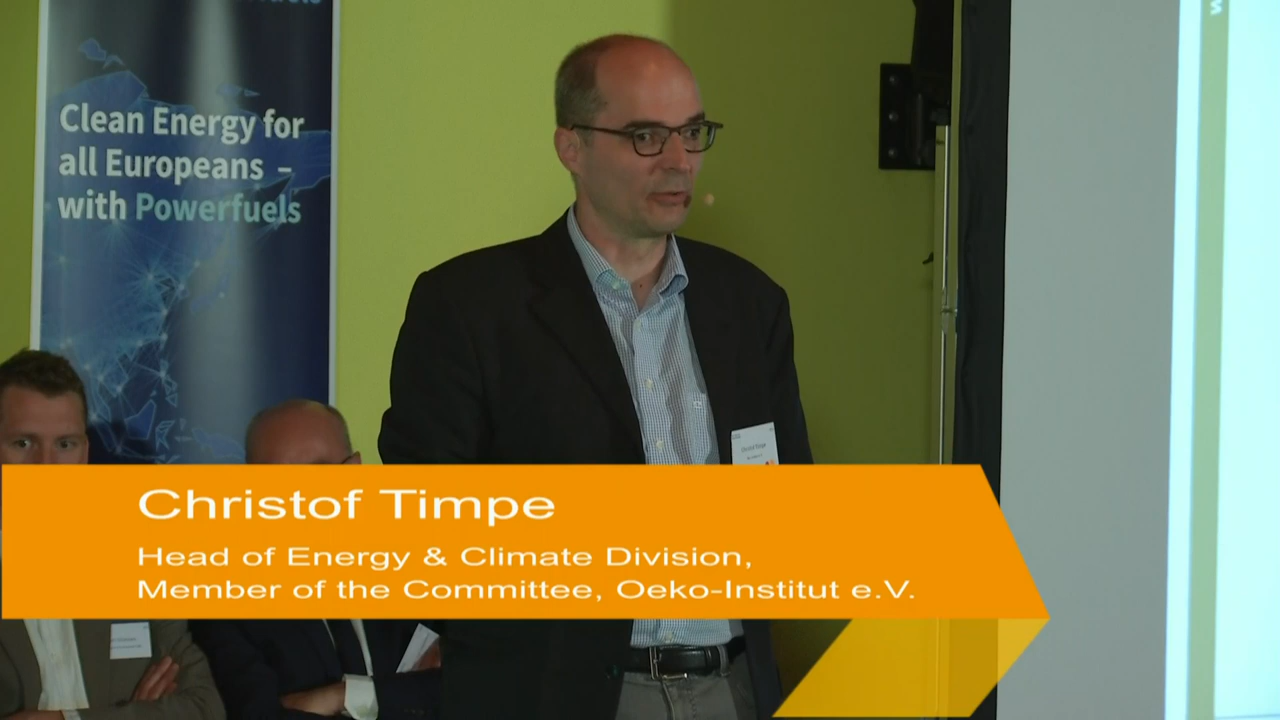 Clean Energy for
all Europeans –
with Powerfuels
Christof Timpe
Head of Energy & Climate Division,
Member of the Committee, Oeko-Institut e.V.